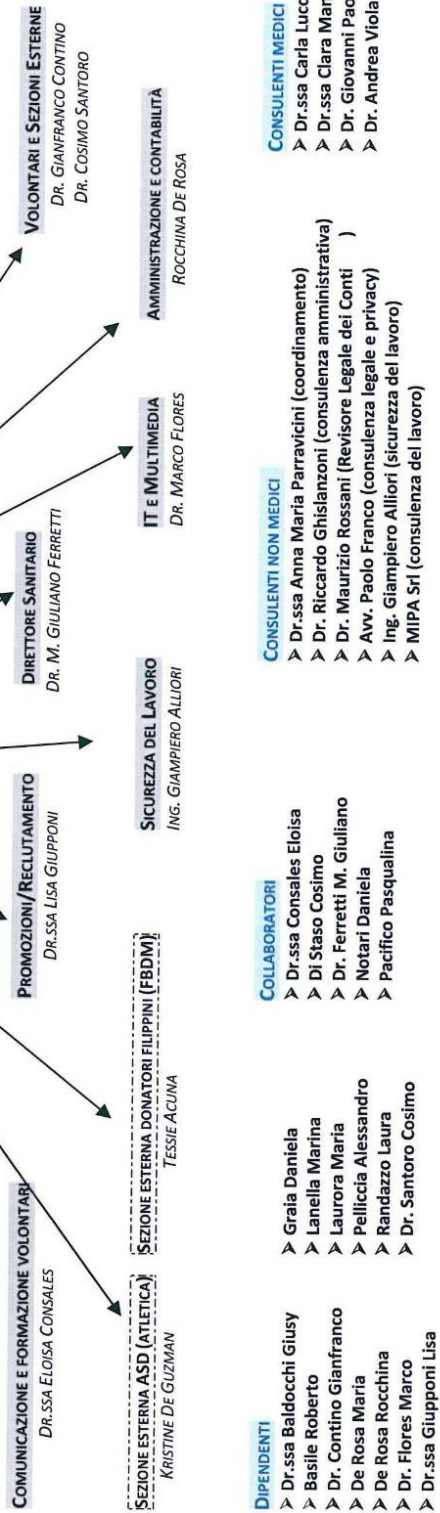 COMUNICAZIONE E FORMAZIONE VOLONTARI
DR.SSA ELOISA CONSALES
PROMOZIONI/RECLUTAMENTO
DR.SSA LISA GIUPPONI
DIRETTORE SANITARIO
DR. M. GIULIANO FERRETTI
VOLONTARI E SEZIONI ESTERNE
DR. GIANFRANCO CONTINO
DR. COSIMO SANTORO
SEZIONE ESTERNA ASD (ATLETICA)
KRISTINE DE GUZMAN
SEZIONE ESTERNA DONATORI FILIPPINI (FBDM)
TESSIE ACUNA
SICUREZZA DEL LAVORO
ING. GIAMPIERO ALLIORI
IT E MULTIMEDIA
DR. MARCO FLORES
AMMINISTRAZIONE E CONTABILITÀ
ROCCHINA DE ROSA
DIPENDENTI
➤ Dr.ssa Baldocchi Giusy
➤ Basile Roberto
➤ Dr. Contino Gianfranco
➤ De Rosa Maria
➤ De Rosa Rocchina
➤ Dr. Flores Marco
➤ Dr.ssa Giupponi Lisa
➤ Graia Daniela
➤ Lanella Marina
➤ Laurora Maria
➤ Pelliccia Alessandro
➤ Randazzo Laura
➤ Dr. Santoro Cosimo
COLLABORATORI
➤ Dr.ssa Consales Eloisa
➤ Di Staso Cosimo
➤ Dr. Ferretti M. Giuliano
➤ Notari Daniela
➤ Pacifico Pasqualina
CONSULENTI NON MEDICI
➤ Dr.ssa Anna Maria Parravicini (coordinamento)
➤ Dr. Riccardo Ghislanzoni (consulenza amministrativa)
➤ Dr. Maurizio Rossani (Revisore Legale dei Conti )
➤ Avv. Paolo Franco (consulenza legale e privacy)
➤ Ing. Giampiero Alliori (sicurezza del lavoro)
➤ MIPA Srl (consulenza del lavoro)
CONSULENTI MEDICI
➤ Dr.ssa Carla Lucc
➤ Dr.ssa Clara Mar
➤ Dr. Giovanni Pao
➤ Dr. Andrea Viola